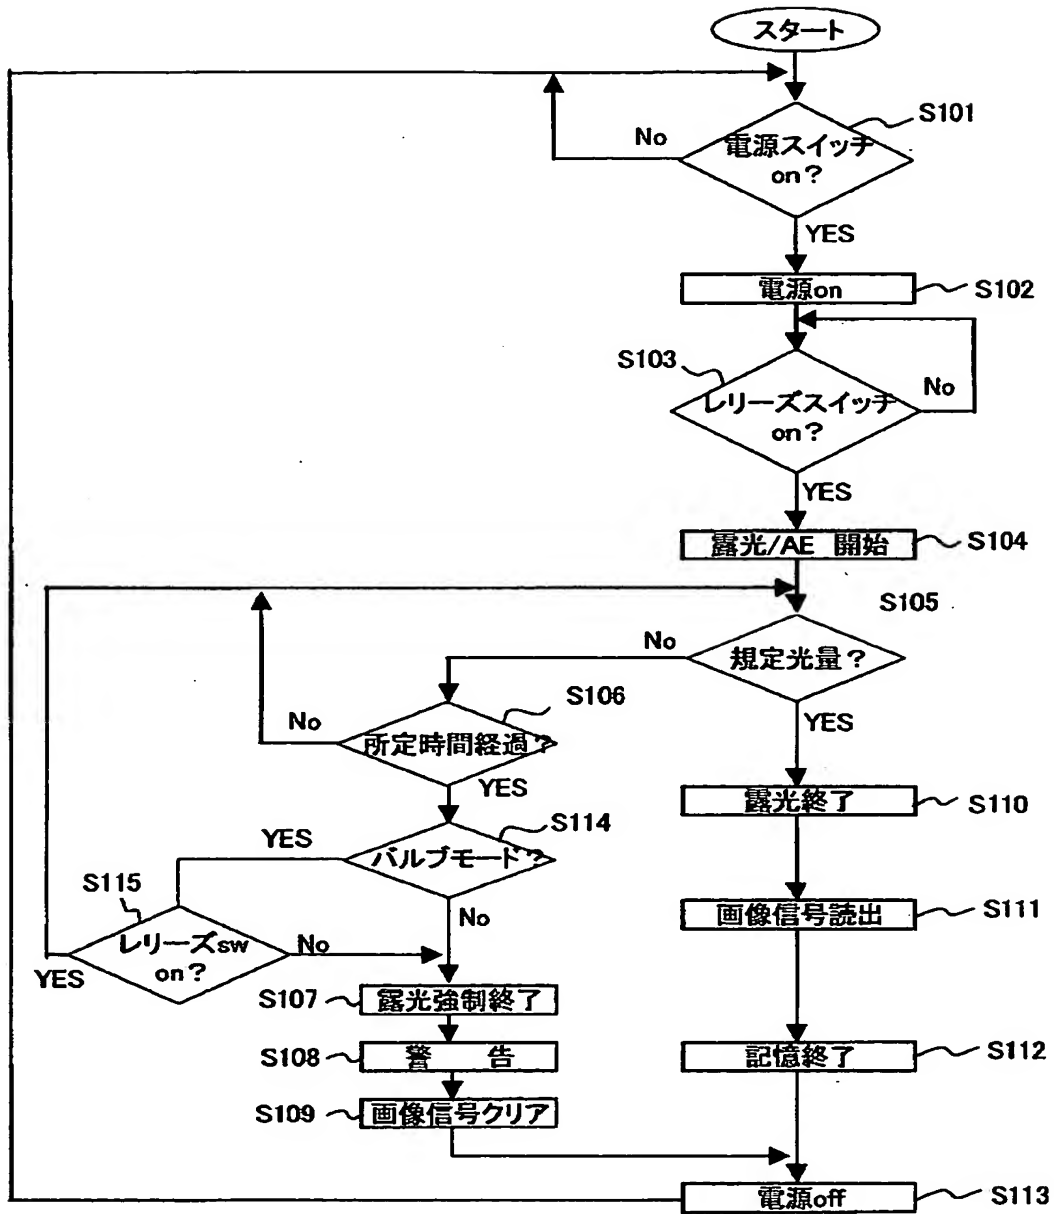 スタート
S101
No
電源スイッチ
on？
YES
電源on
S102
S103
No
レリーズスイッチ
on？
YES
露光/AE 開始
S104
S105
No
規定光量？
S106
No
所定時間経過？
YES
YES
露光終了
S110
S114
YES
バルブモード？
S115
No
レリーズsw
on？
No
YES
画像信号読出
S111
S107
露光強制終了
S108
警 告
記憶終了
S112
S109
画像信号クリア
電源off
S113